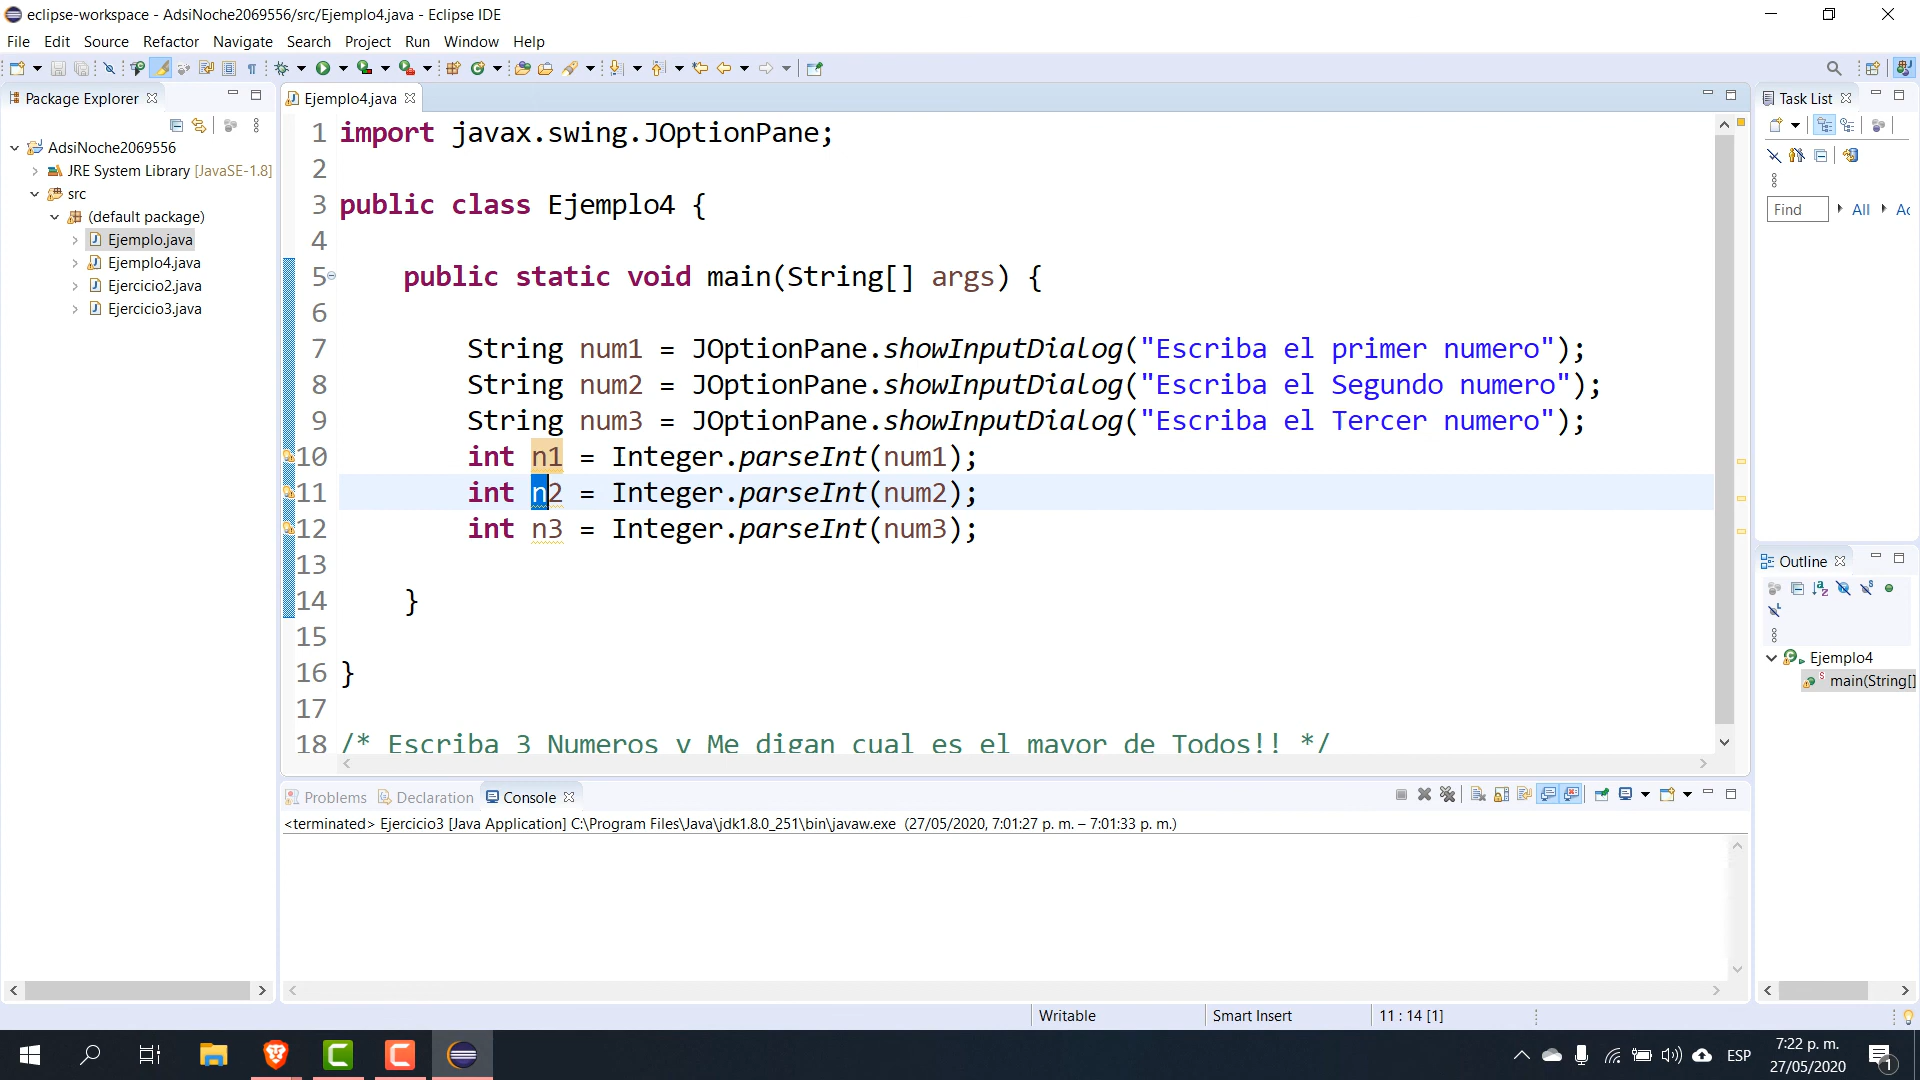 eclipse-workspace - AdsiNoche2069556/src/Ejemplo4.java - Eclipse IDE
File Edit Source Refactor Navigate Search Project Run Window Help
Package Explorer
AdsiNoche2069556
JRE System Library [JavaSE-1.8]
src
(default package)
Ejemplo.java
Ejemplo4.java
Ejercicio2.java
Ejercicio3.java
Ejemplo4.java
1 import javax.swing.JOptionPane;
2
3 public class Ejemplo4 {
4
5 public static void main(String[] args) {
6
7 String num1 = JOptionPane.showInputDialog("Escriba el primer numero");
8 String num2 = JOptionPane.showInputDialog("Escriba el Segundo numero");
9 String num3 = JOptionPane.showInputDialog("Escriba el Tercer numero");
10 int n1 = Integer.parseInt(num1);
11 int n2 = Integer.parseInt(num2);
12 int n3 = Integer.parseInt(num3);
13
14 }
15
16 }
17
18 /* Escriba 3 Numeros y Me digan cual es el mayor de Todos!! */
Task List
Find All Ac
Outline
Ejemplo4
main(String[]
Problems Declaration Console
<terminated> Ejercicio3 [Java Application] C:\Program Files\Java\jdk1.8.0_251\bin\javaw.exe (27/05/2020, 7:01:27 p. m. – 7:01:33 p. m.)
Writable Smart Insert 11 : 14 [1]
ESP
7:22 p. m.
27/05/2020
1